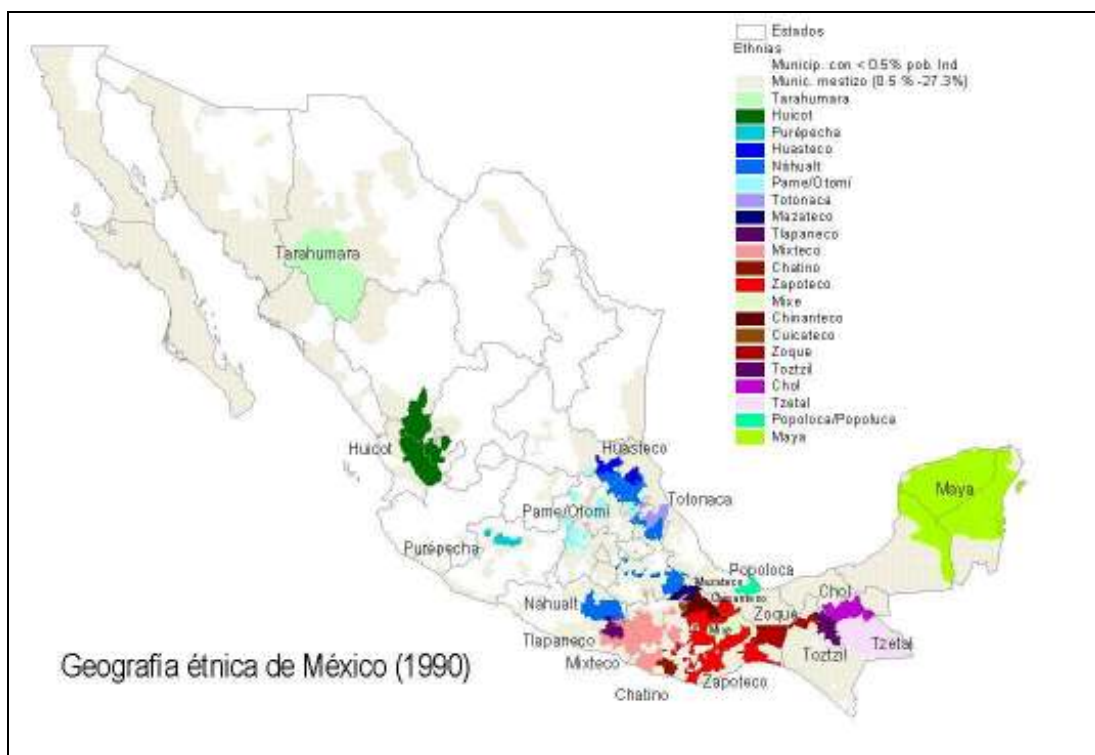 Estados
Ethnias
Municip. con < 0.5% pob. Ind
Munic. mestizo (0.5 % -27.3%)
Tarahumara
Huicot
Purépecha
Huasteco
Náhualt
Pame/Otomí
Totonaca
Mazateco
Tlapaneco
Mixteco
Chatino
Zapoteco
Mixe
Chinanteco
Cuicateco
Zoque
Toztzil
Chol
Tzetal
Popoloca/Popoluca
Maya
Tarahumara
Huicot
Huasteco
Totonaca
Pame/Otomí
Purépecha
Maya
Popoloca
Mazateco
Chinanteco
Chol
Náhualt
Zoque
Mixe
Tlapaneco
Tzetal
Toztzil
Mixteco
Zapoteco
Chatino
Geografía étnica de México (1990)